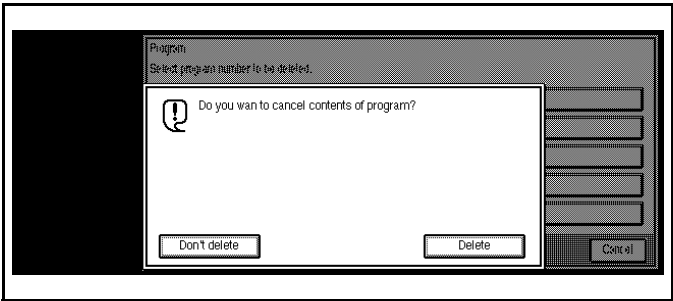 Program
Select program number to be deleted.
Do you wan to cancel contents of program?
Don't delete
Delete
Cancel